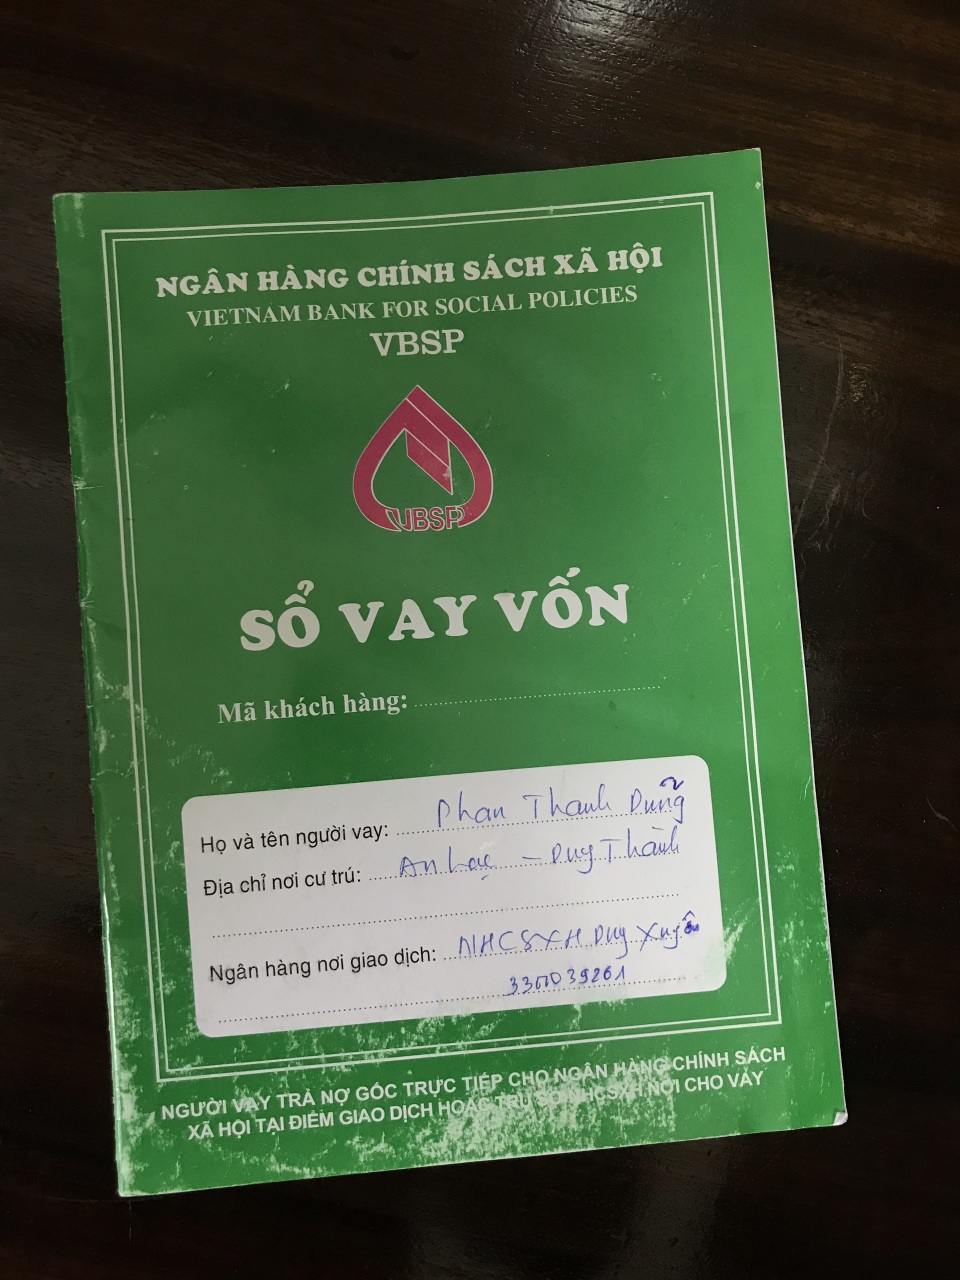 NGÂN HÀNG CHÍNH SÁCH XÃ HỘI
VIETNAM BANK FOR SOCIAL POLICIES
VBSP
VBSP
SỔ VAY VỐN
Mã khách hàng:
Họ và tên người vay: Phan Thanh Dũng
Địa chỉ nơi cư trú: An Lạc - Duy Thành
Ngân hàng nơi giao dịch: NHCSXH Duy Xuyên
NGƯỜI VAY TRẢ NỢ GỐC TRỰC TIẾP CHO NGÂN HÀNG CHÍNH SÁCH
XÃ HỘI TẠI ĐIỂM GIAO DỊCH HOẶC TRỤ SỞ NHCSXH NƠI CHO VAY